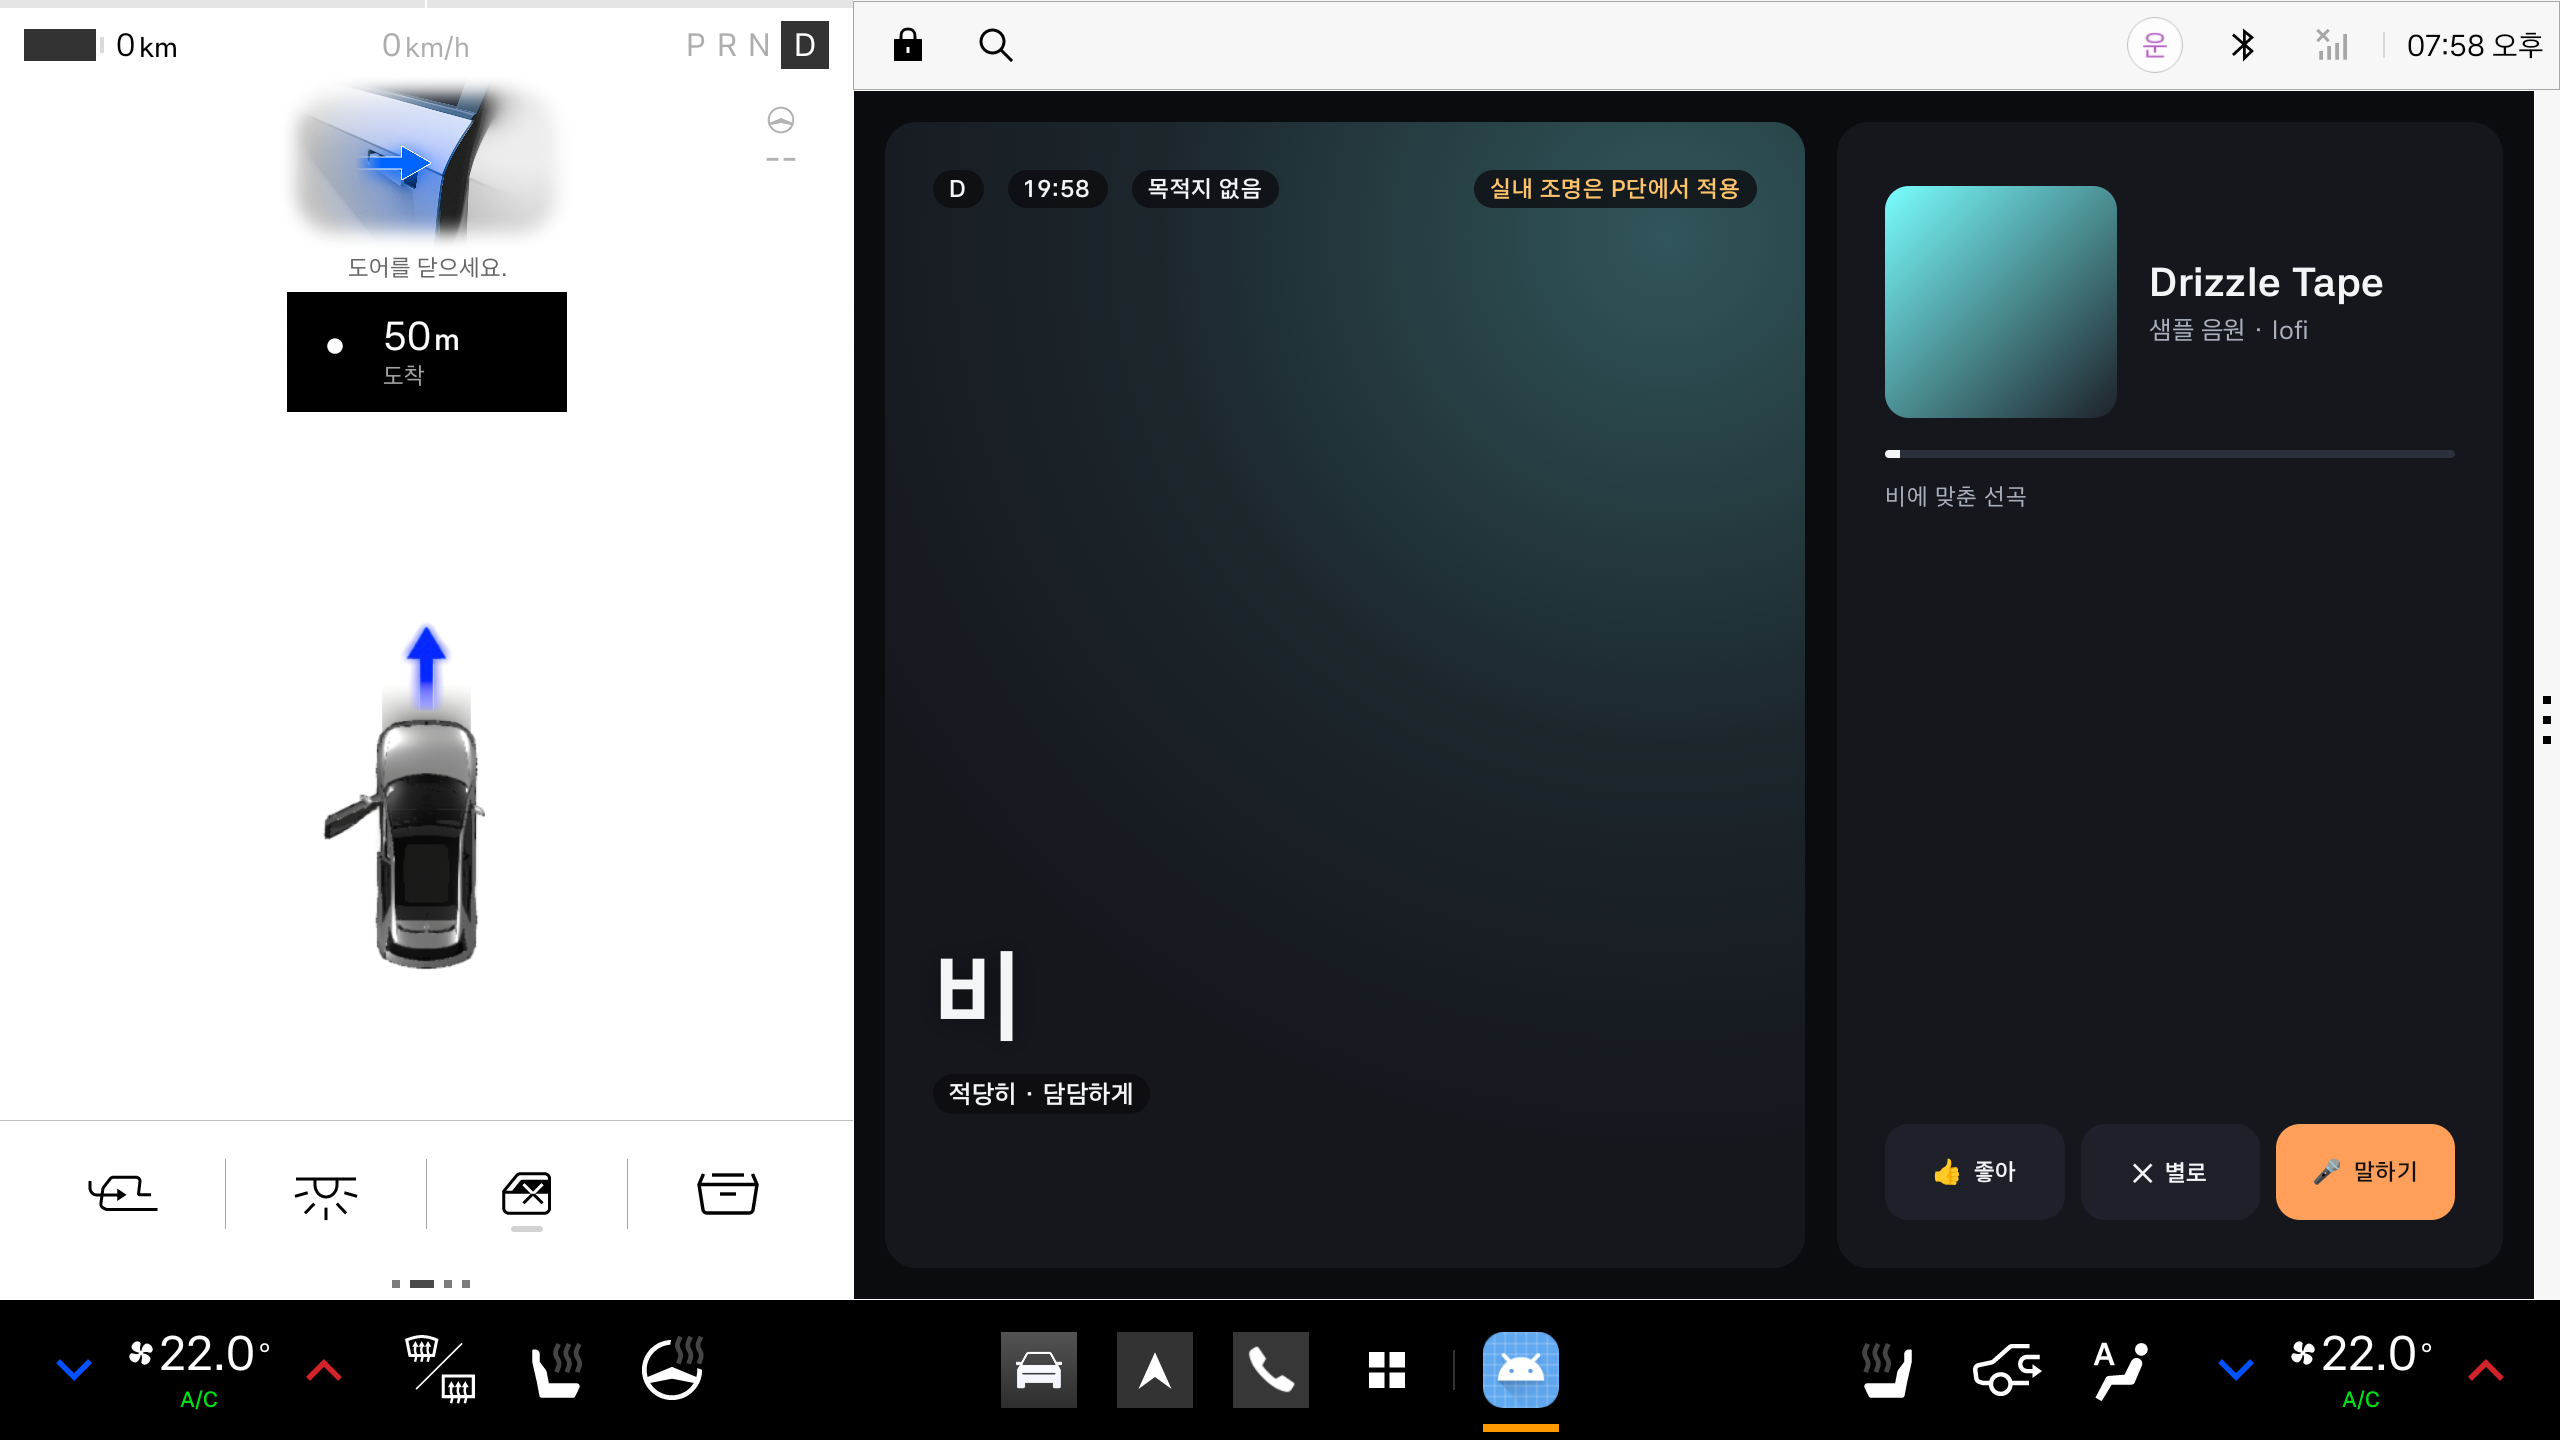 0 km
0 km/h
P R N D
도어를 닫으세요.
50 m
도착
운
07:58 오후
D
19:58
목적지 없음
실내 조명은 P단에서 적용
비
적당히 · 담담하게
Drizzle Tape
샘플 음원 · lofi
비에 맞춘 선곡
👍 좋아
✕ 별로
🎤 말하기
22.0°
A/C
A
22.0°
A/C